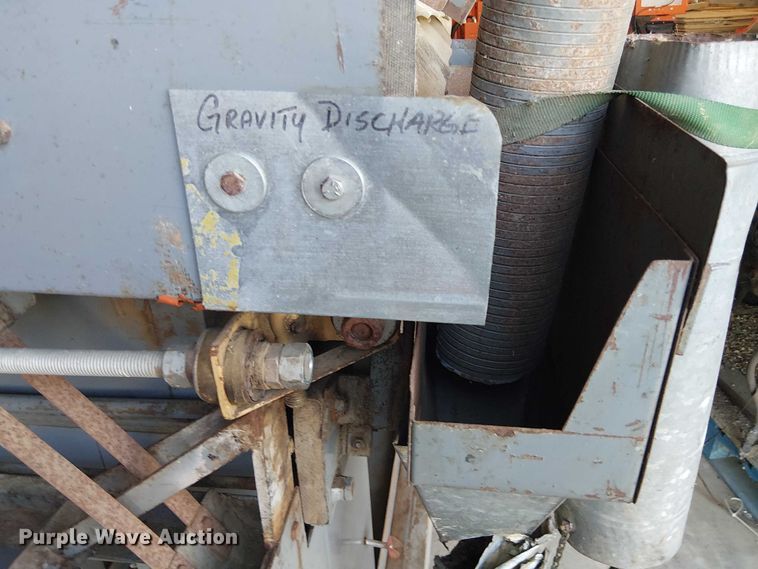 GRAVITY DISCHARGE
Purple Wave Auction